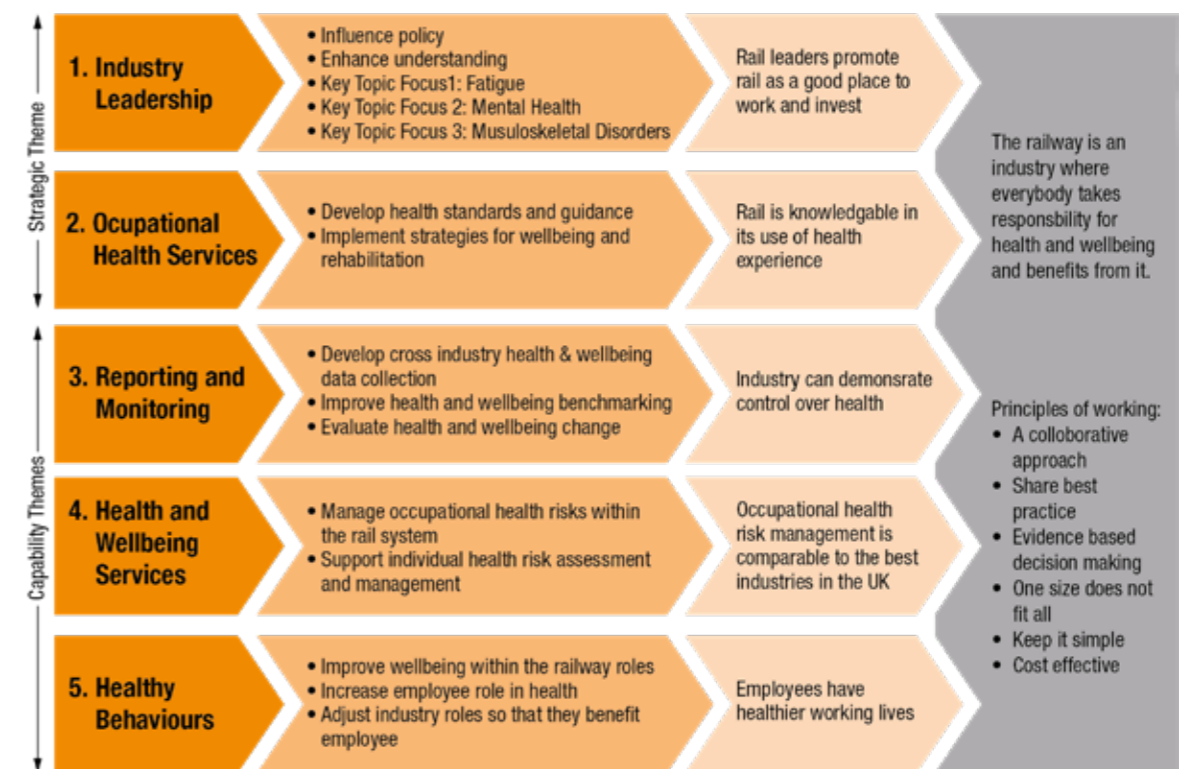 Strategic Theme
1. Industry
Leadership
• Influence policy
• Enhance understanding
• Key Topic Focus1: Fatigue
• Key Topic Focus 2: Mental Health
• Key Topic Focus 3: Musuloskeletal Disorders
Rail leaders promote
rail as a good place to
work and invest
2. Ocupational
Health Services
• Develop health standards and guidance
• Implement strategies for wellbeing and
rehabilitation
Rail is knowledgable in
its use of health
experience
Capability Themes
3. Reporting and
Monitoring
• Develop cross industry health & wellbeing
data collection
• Improve health and wellbeing benchmarking
• Evaluate health and wellbeing change
Industry can demonsrate
control over health
4. Health and
Wellbeing
Services
• Manage occupational health risks within
the rail system
• Support individual health risk assessment
and management
Occupational health
risk management is
comparable to the best
industries in the UK
5. Healthy
Behaviours
• Improve wellbeing within the railway roles
• Increase employee role in health
• Adjust industry roles so that they benefit
employee
Employees have
healthier working lives
The railway is an
industry where
everybody takes
responsbility for
health and wellbeing
and benefits from it.
Principles of working:
• A colloborative
approach
• Share best
practice
• Evidence based
decision making
• One size does not
fit all
• Keep it simple
• Cost effective